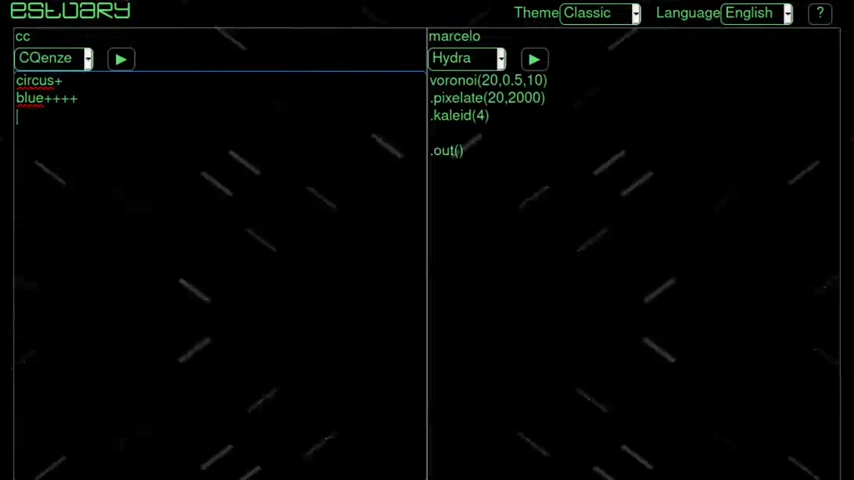 estuary
Theme Classic Language English ?
cc
CQenze
circus+
blue++++
marcelo
Hydra
voronoi(20,0.5,10)
.pixelate(20,2000)
.kaleid(4)
.out()